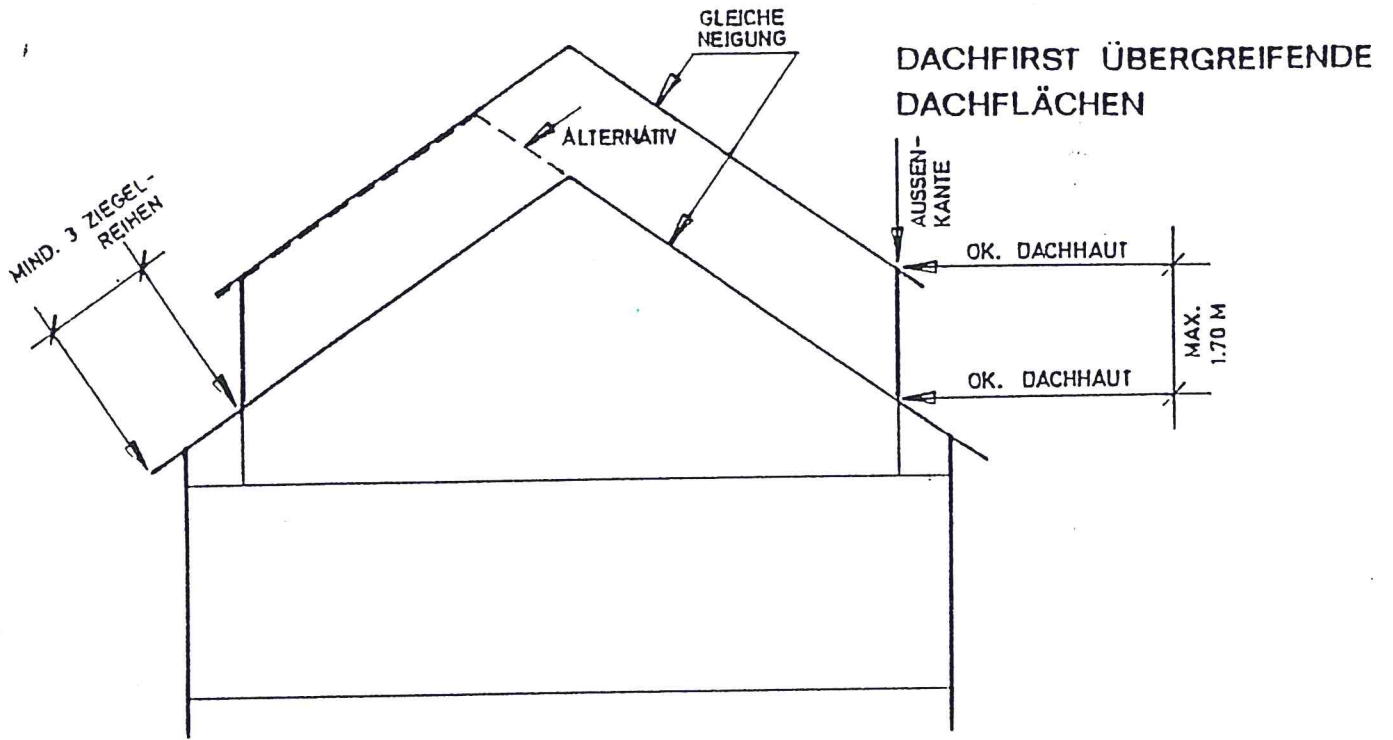 GLEICHE
NEIGUNG
DACHFIRST ÜBERGREIFENDE
DACHFLÄCHEN
ALTERNATIV
AUSSEN-
KANTE
MIND. 3 ZIEGEL-
REIHEN
OK. DACHHAUT
MAX.
1.70 M
OK. DACHHAUT